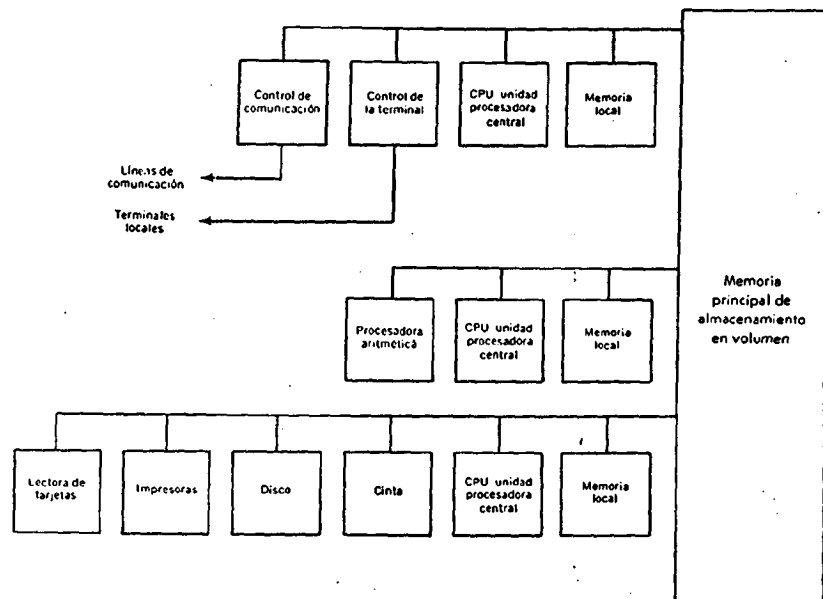 Control de
comunicación
Control de
la terminal
CPU unidad
procesadora
central
Memoria
local
Líneas de
comunicación
Terminales
locales
Procesadora
aritmética
CPU unidad
procesadora
central
Memoria
local
Memoria
principal de
almacenamiento
en volumen
Lectora de
tarjetas
Impresoras
Disco
Cinta
CPU unidad
procesadora
central
Memoria
local